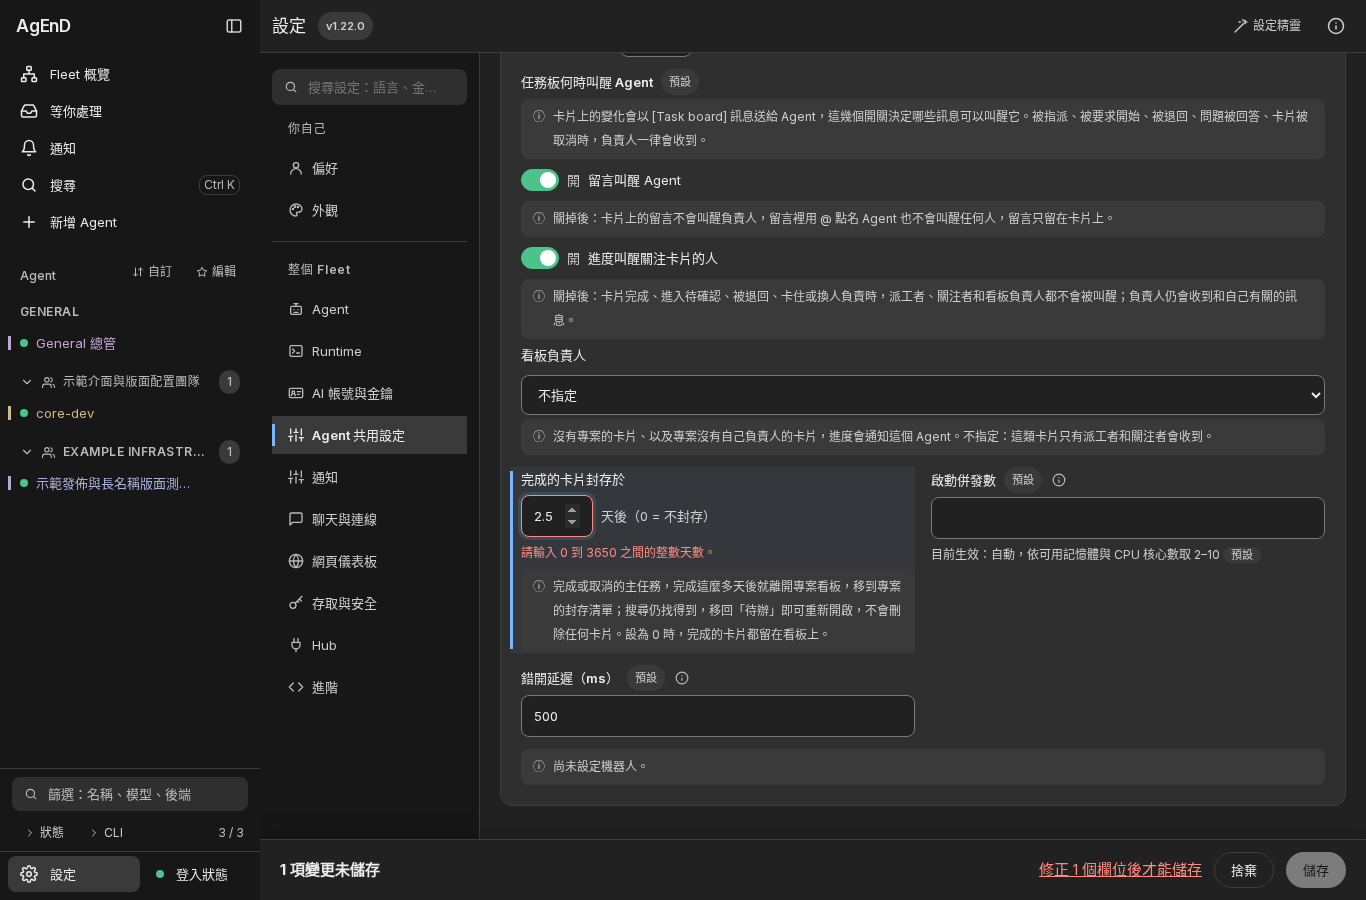 AgEnD
設定 v1.22.0
設定精靈
Fleet 概覽
等你處理
通知
搜尋 Ctrl K
新增 Agent
Agent 自訂 編輯
GENERAL
General 總管
示範介面與版面配置團隊 1
core-dev
EXAMPLE INFRASTR... 1
示範發佈與長名稱版面測...
篩選：名稱、模型、後端
狀態 CLI 3 / 3
設定 登入狀態
搜尋設定：語言、金...
你自己
偏好
外觀
整個 Fleet
Agent
Runtime
AI 帳號與金鑰
Agent 共用設定
通知
聊天與連線
網頁儀表板
存取與安全
Hub
進階
任務板何時叫醒 Agent 預設
卡片上的變化會以 [Task board] 訊息送給 Agent，這幾個開關決定哪些訊息可以叫醒它。被指派、被要求開始、被退回、問題被回答、卡片被
取消時，負責人一律會收到。
開 留言叫醒 Agent
關掉後：卡片上的留言不會叫醒負責人，留言裡用 @ 點名 Agent 也不會叫醒任何人，留言只留在卡片上。
開 進度叫醒關注卡片的人
關掉後：卡片完成、進入待確認、被退回、卡住或換人負責時，派工者、關注者和看板負責人都不會被叫醒；負責人仍會收到和自己有關的訊
息。
看板負責人
不指定
沒有專案的卡片、以及專案沒有自己負責人的卡片，進度會通知這個 Agent。不指定：這類卡片只有派工者和關注者會收到。
完成的卡片封存於
2.5 天後（0 = 不封存）
請輸入 0 到 3650 之間的整數天數。
完成或取消的主任務，完成這麼多天後就離開專案看板，移到專案
的封存清單；搜尋仍找得到，移回「待辦」即可重新開啟，不會刪
除任何卡片。設為 0 時，完成的卡片都留在看板上。
啟動併發數 預設
目前生效：自動，依可用記憶體與 CPU 核心數取 2–10 預設
錯開延遲（ms） 預設
500
尚未設定機器人。
1 項變更未儲存
修正 1 個欄位後才能儲存 捨棄 儲存